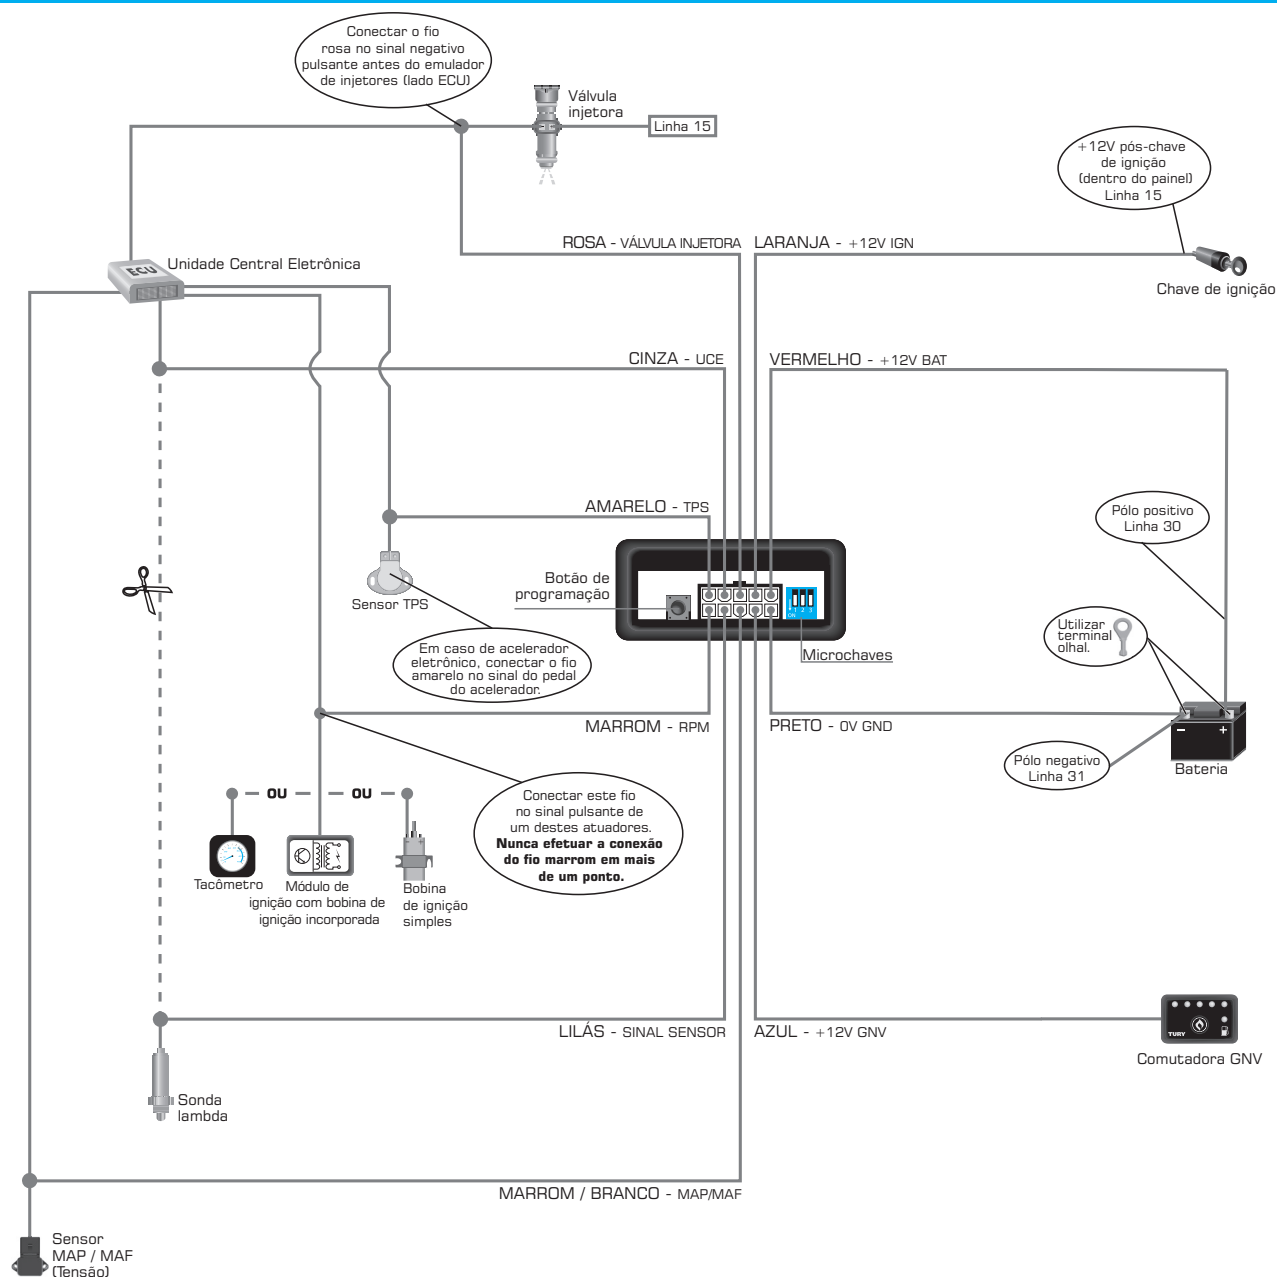 Conectar o fio
rosa no sinal negativo
pulsante antes do emulador
de injetores (lado ECU)
Válvula
injetora
Linha 15
+12V pós-chave
de ignição
(dentro do painel)
Linha 15
ROSA - VÁLVULA INJETORA
LARANJA - +12V IGN
ECU
Unidade Central Eletrônica
Chave de ignição
CINZA - UCE
VERMELHO - +12V BAT
AMARELO - TPS
Pólo positivo
Linha 30
Botão de
programação
Sensor TPS
1 2 3
ON
Microchaves
Utilizar
terminal
olhal.
Em caso de acelerador
eletrônico, conectar o fio
amarelo no sinal do pedal
do acelerador.
MARROM - RPM
PRETO - 0V GND
- +
Bateria
Pólo negativo
Linha 31
OU
OU
Conectar este fio
no sinal pulsante de
um destes atuadores.
Nunca efetuar a conexão
do fio marrom em mais
de um ponto.
Tacômetro
Módulo de
ignição com bobina de
ignição incorporada
Bobina
de ignição
simples
LILÁS - SINAL SENSOR
AZUL - +12V GNV
TURY
Comutadora GNV
Sonda
lambda
MARROM / BRANCO - MAP/MAF
Sensor
MAP / MAF
(Tensão)